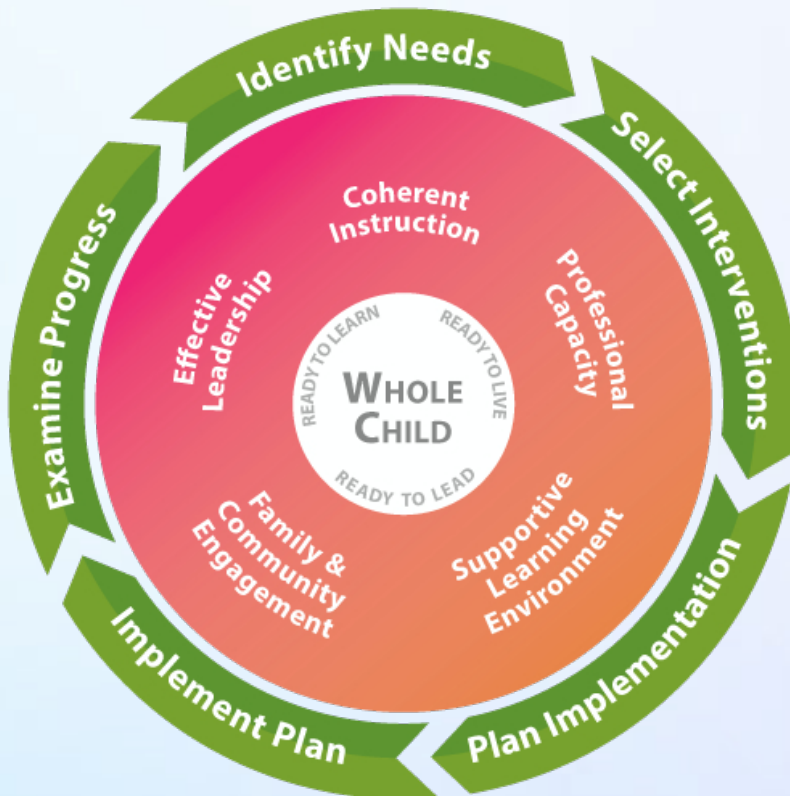 Identify Needs
Select Interventions
Plan Implementation
Implement Plan
Examine Progress
Coherent
Instruction
Professional
Capacity
Supportive
Learning
Environment
Family &
Community
Engagement
Effective
Leadership
READY TO LEARN
READY TO LIVE
READY TO LEAD
WHOLE
CHILD